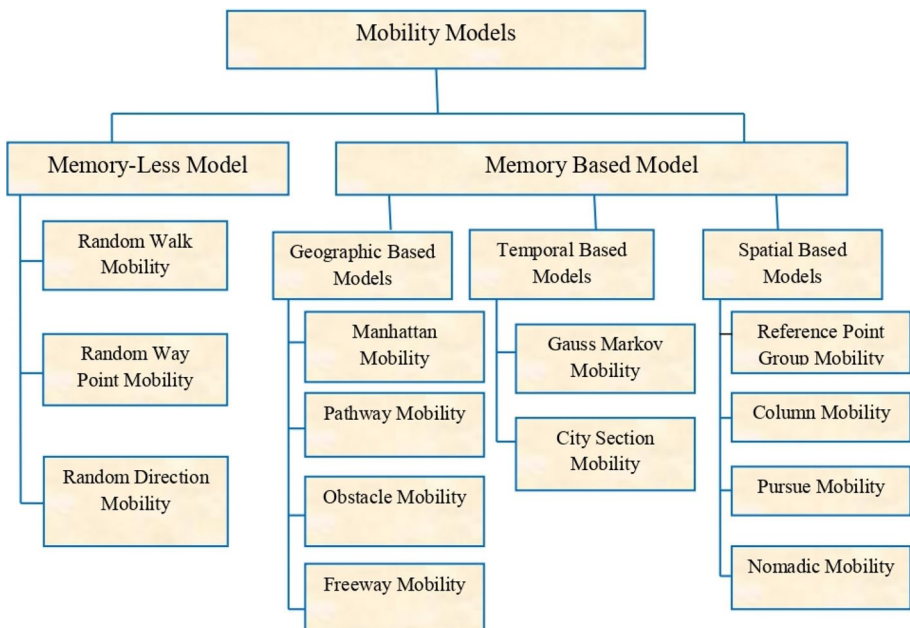 Mobility Models
Memory-Less Model
Memory Based Model
Random Walk
Mobility
Random Way
Point Mobility
Random Direction
Mobility
Geographic Based
Models
Manhattan
Mobility
Pathway Mobility
Obstacle Mobility
Freeway Mobility
Temporal Based
Models
Gauss Markov
Mobility
City Section
Mobility
Spatial Based
Models
Reference Point
Group Mobility
Column Mobility
Pursue Mobility
Nomadic Mobility